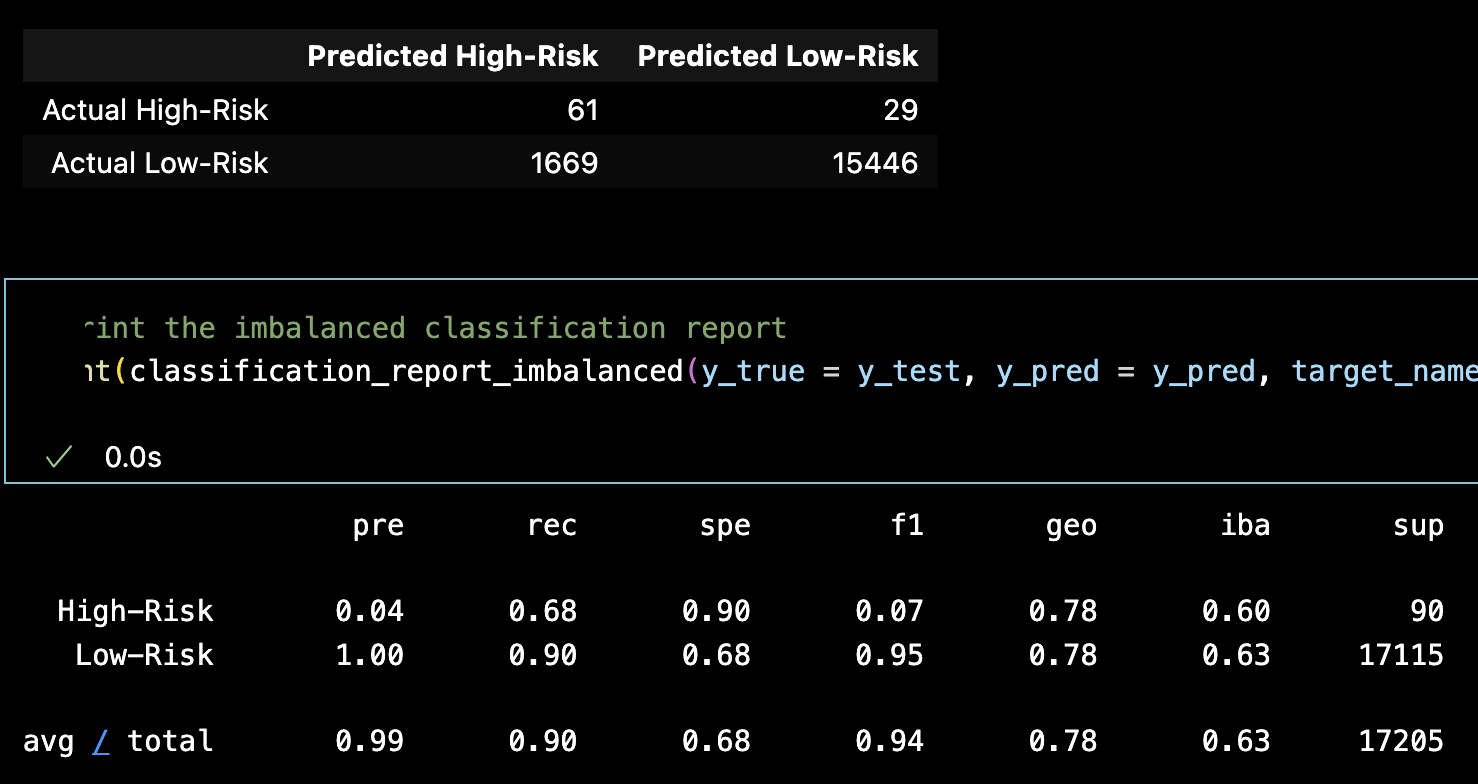 Predicted High-Risk Predicted Low-Risk
Actual High-Risk 61 29
Actual Low-Risk 1669 15446
rint the imbalanced classification report
nt(classification_report_imbalanced(y_true = y_test, y_pred = y_pred, target_name
0.0s
pre rec spe f1 geo iba sup
High-Risk 0.04 0.68 0.90 0.07 0.78 0.60 90
Low-Risk 1.00 0.90 0.68 0.95 0.78 0.63 17115
avg / total 0.99 0.90 0.68 0.94 0.78 0.63 17205